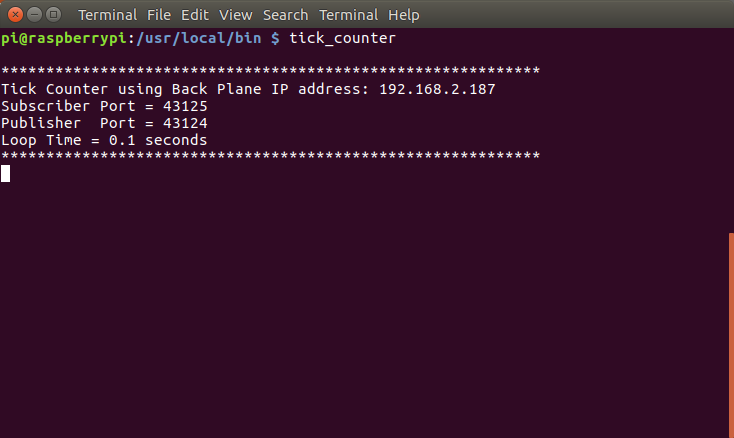 Terminal File Edit View Search Terminal Help
pi@raspberrypi:/usr/local/bin $ tick_counter
************************************************************
Tick Counter using Back Plane IP address: 192.168.2.187
Subscriber Port = 43125
Publisher  Port = 43124
Loop Time = 0.1 seconds
************************************************************